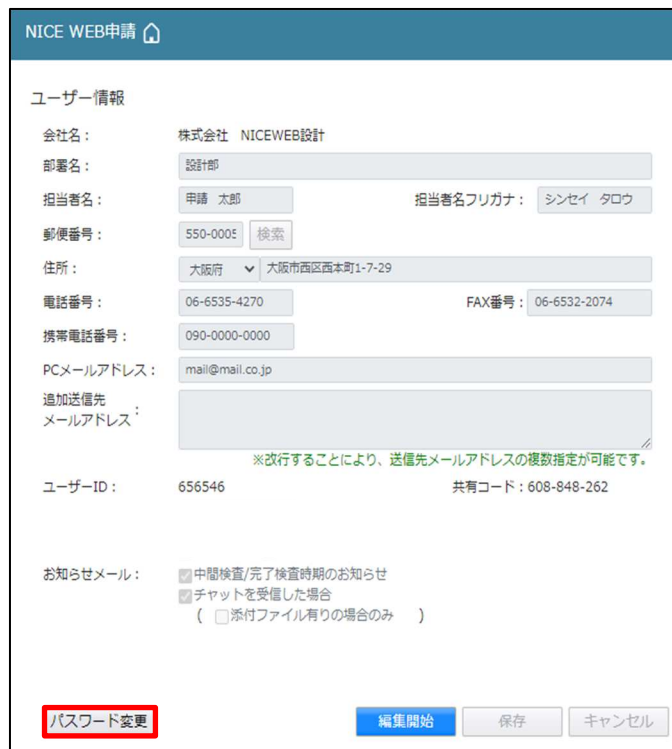 NICE WEB申請
ユーザー情報
会社名： 株式会社　NICEWEB設計
部署名： 設計部
担当者名： 申請　太郎 担当者名フリガナ： シンセイ　タロウ
郵便番号： 550-0005 検索
住所： 大阪府 大阪市西区西本町1-7-29
電話番号： 06-6535-4270 FAX番号： 06-6532-2074
携帯電話番号： 090-0000-0000
PCメールアドレス： mail@mail.co.jp
追加送信先
メールアドレス：
※改行することにより、送信先メールアドレスの複数指定が可能です。
ユーザーID： 656546 共有コード：608-848-262
お知らせメール： 中間検査/完了検査時期のお知らせ
チャットを受信した場合
(　添付ファイル有りの場合のみ　)
パスワード変更 編集開始 保存 キャンセル